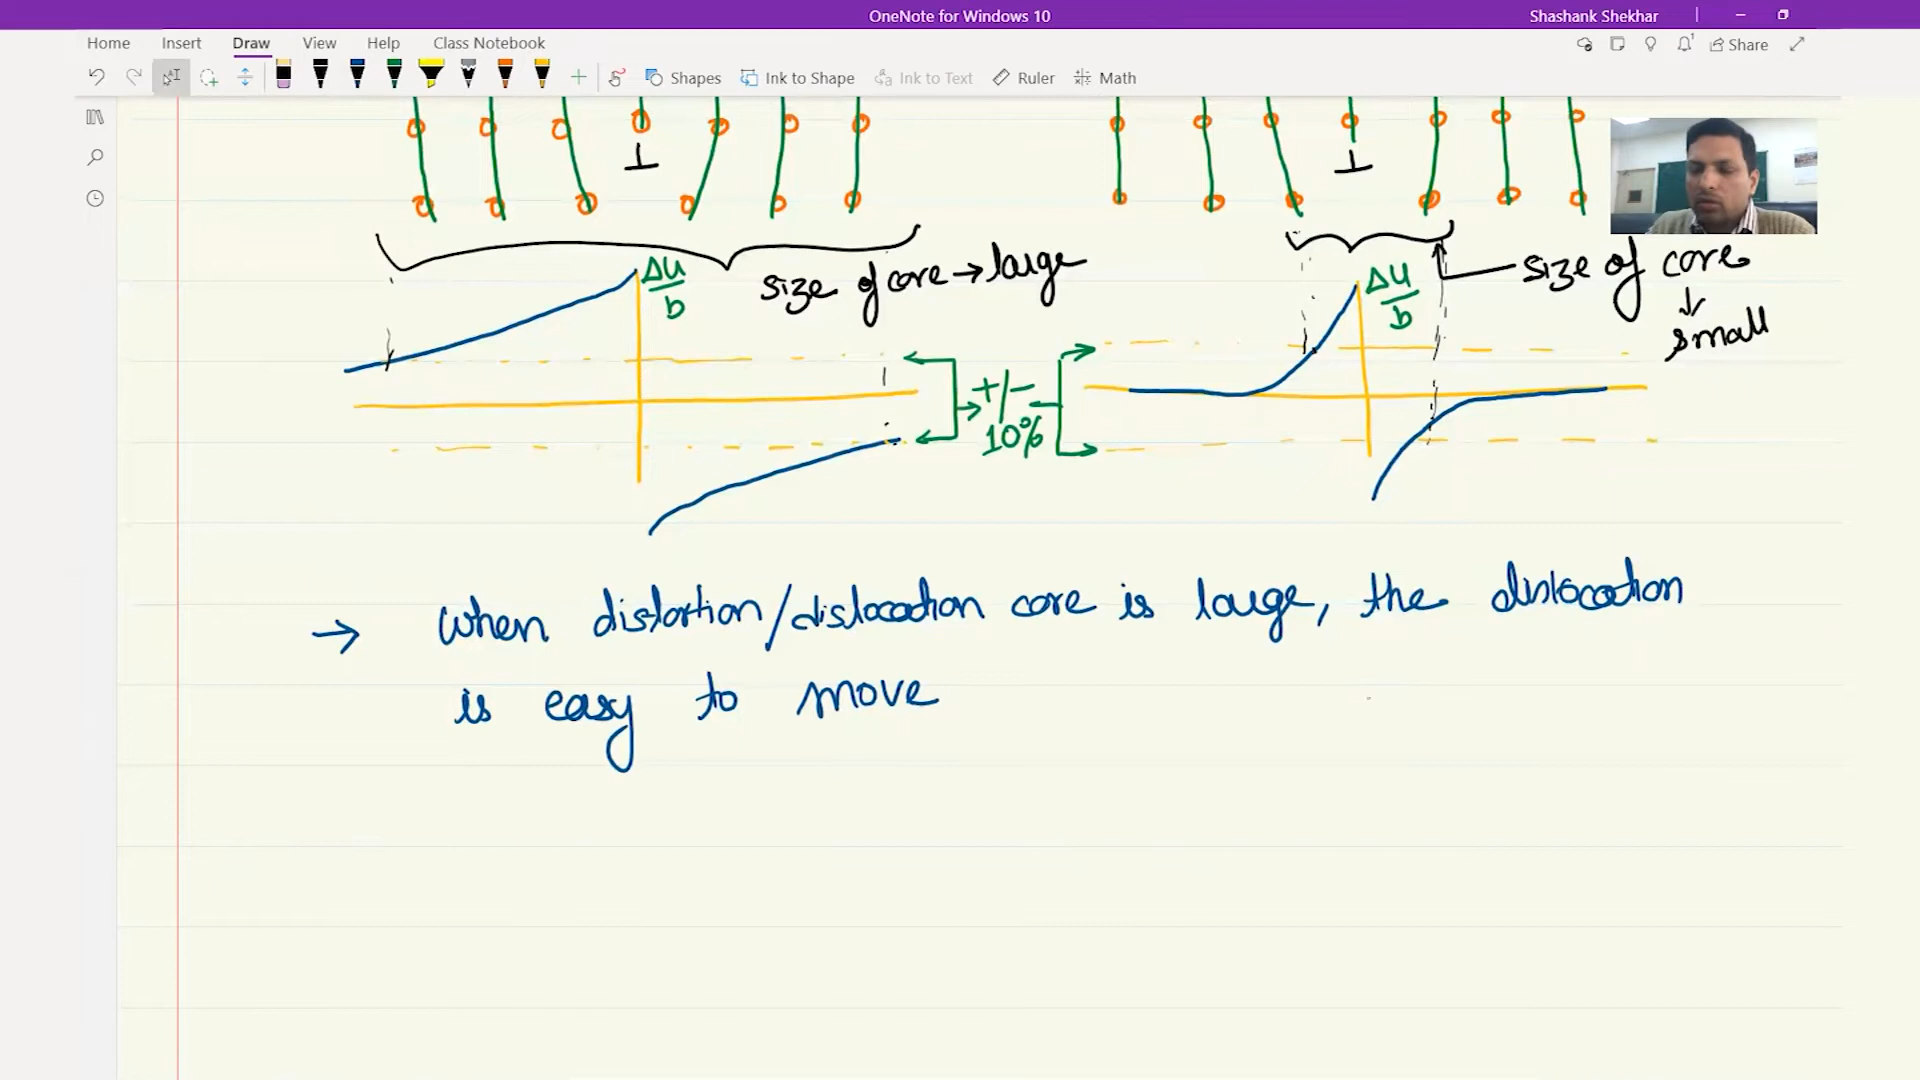 OneNote for Windows 10
Shashank Shekhar
Home Insert Draw View Help Class Notebook
Share
Shapes Ink to Shape Ink to Text Ruler Math
⊥ ⊥
Δu/b size of core → large
Δu/b size of core
↓
small
+/-
10%
→ When distortion/dislocation core is large, the dislocation
is easy to move